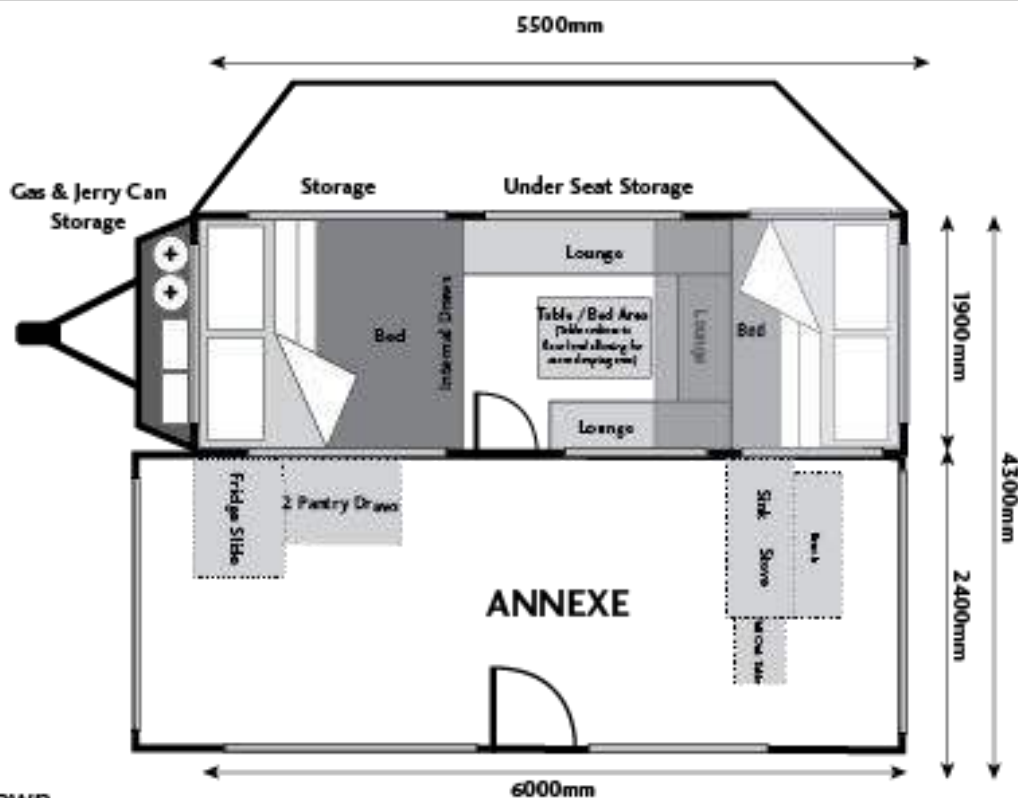 5500mm
Gas & Jerry Can
Storage
Storage
Under Seat Storage
Lounge
Bed
Internal Draws
Table / Bed Area
Lounge
Bed
Lounge
1900mm
4300mm
Fridge Slide
2 Pantry Draws
Sink Stove
ANNEXE
2400mm
6000mm